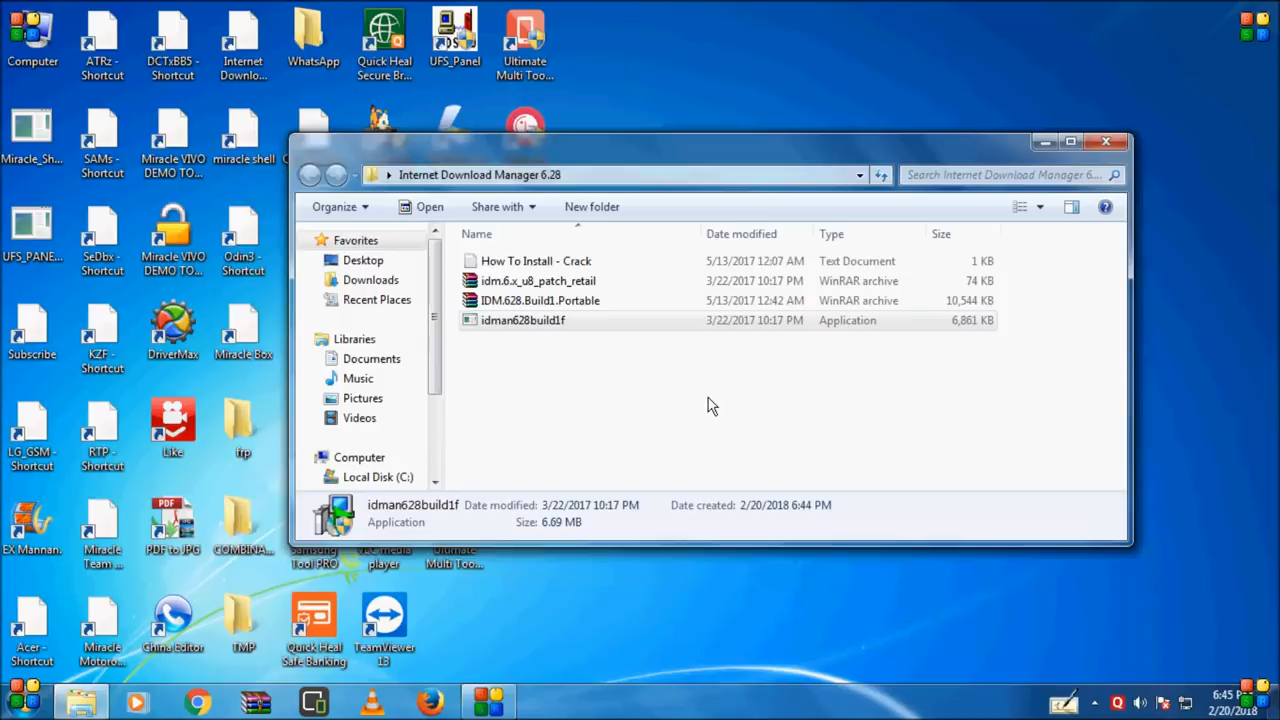 Computer
ATRz -
Shortcut
DCTxBB5 -
Shortcut
Internet
Downlo...
WhatsApp
Quick Heal
Secure Br...
UFS_Panel
Ultimate
Multi Too...
Miracle_Sh...
SAMs -
Shortcut
Miracle VIVO
DEMO TO...
miracle shell
UFS_PANE...
SeDbx -
Shortcut
Miracle VIVO
DEMO TO...
Odin3 -
Shortcut
Subscribe
KZF -
Shortcut
DriverMax
Miracle Box
LG_GSM -
Shortcut
RTP -
Shortcut
Like
frp
EX Mannan.
Miracle
Team ...
PDF
PDF to JPG
COMBINA...
Samsung
Tool PRO
VLC media
player
Ultimate
Multi Too...
Acer -
Shortcut
Miracle
Motoro...
China Editor
TMP
Quick Heal
Safe Banking
TeamViewer
13
Internet Download Manager 6.28
Search Internet Download Manager 6....
Organize
Open
Share with
New folder
Favorites
Desktop
Downloads
Recent Places
Libraries
Documents
Music
Pictures
Videos
Computer
Local Disk (C:)
Name Date modified Type Size
How To Install - Crack 5/13/2017 12:07 AM Text Document 1 KB
idm.6.x_u8_patch_retail 3/22/2017 10:17 PM WinRAR archive 74 KB
IDM.628.Build1.Portable 5/13/2017 12:42 AM WinRAR archive 10,544 KB
idman628build1f 3/22/2017 10:17 PM Application 6,861 KB
idman628build1f Date modified: 3/22/2017 10:17 PM Date created: 2/20/2018 6:44 PM
Application Size: 6.69 MB
6:45 PM
2/20/2018